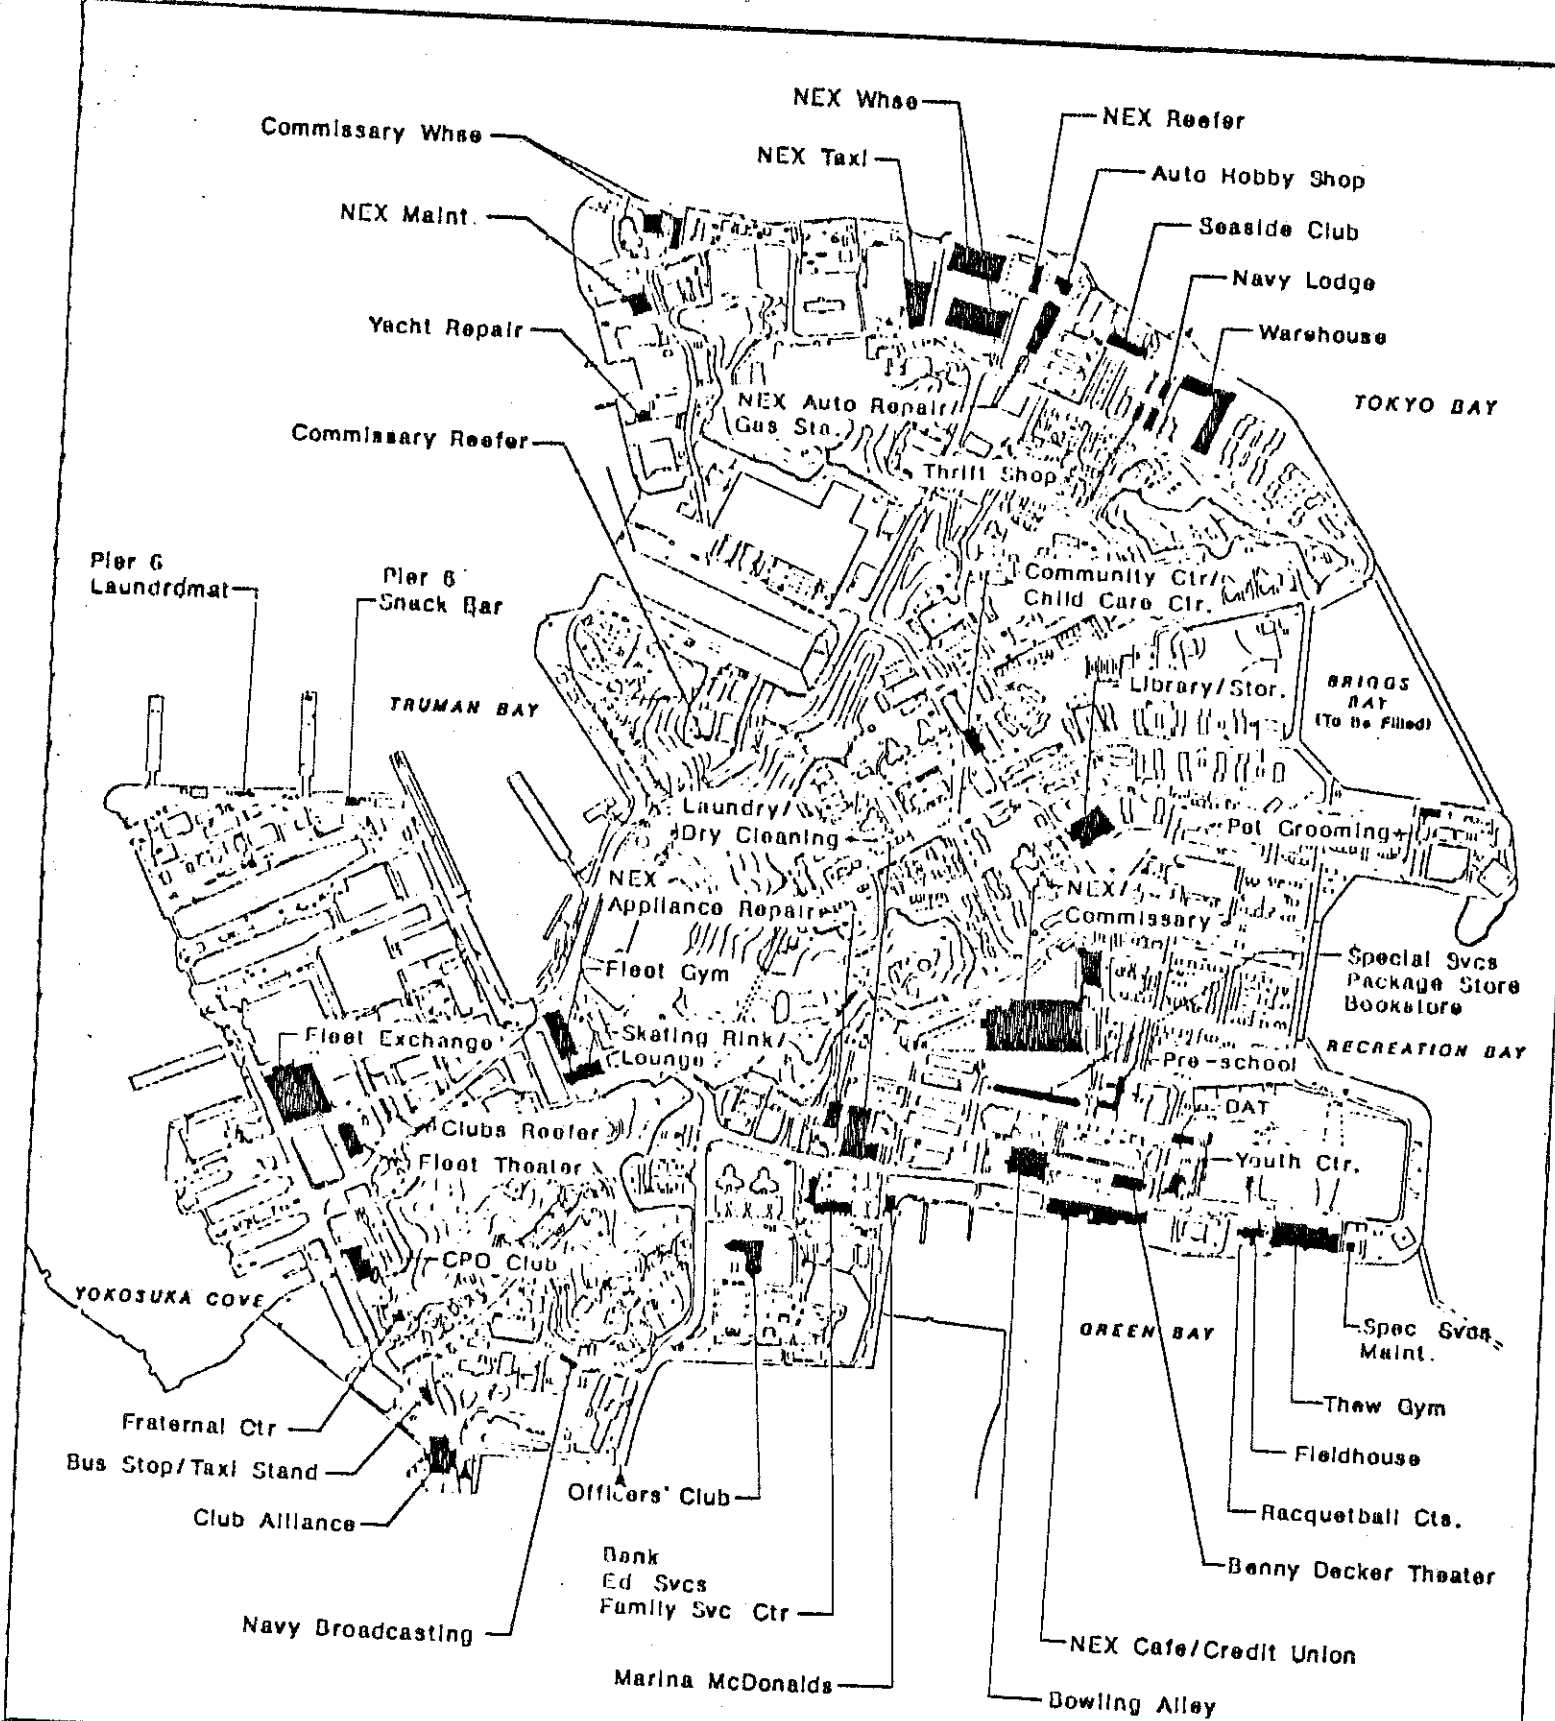 NEX Whse
Commissary Whse
NEX Reefer
NEX Taxi
Auto Hobby Shop
NEX Maint.
Seaside Club
Navy Lodge
Yacht Repair
Warehouse
NEX Auto Repair/
Gas Sta.
TOKYO BAY
Commissary Reefer
Thrift Shop
Pier 6
Laundromat
Pier 6
Snack Bar
Community Ctr/
Child Care Ctr.
TRUMAN BAY
Library/Stor.
BRIGGS
BAY
(To Be Filled)
Laundry/
Dry Cleaning
Pet Grooming
NEX
Appliance Repair
NEX/
Commissary
Fleet Gym
Special Svcs
Package Store
Bookstore
Fleet Exchange
Skating Rink/
Lounge
RECREATION BAY
Pre-school
DAT
Clubs Reefer
Fleet Theater
Youth Ctr.
CPO Club
YOKOSUKA COVE
GREEN BAY
Spec Svcs
Maint.
Fraternal Ctr
Thew Gym
Bus Stop/Taxi Stand
Fieldhouse
Officers' Club
Club Alliance
Racquetball Cts.
Bank
Ed Svcs
Family Svc Ctr
Benny Decker Theater
Navy Broadcasting
NEX Cafe/Credit Union
Marina McDonalds
Bowling Alley